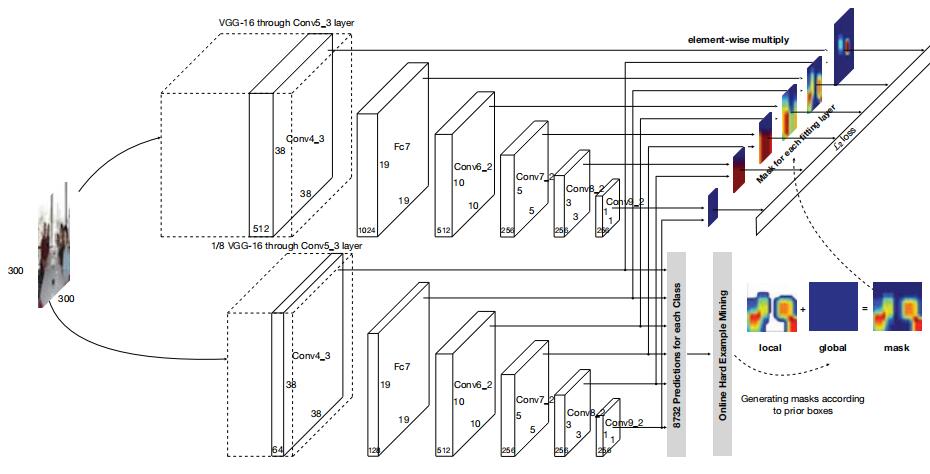 VGG-16 through Conv5_3 layer
element-wise multiply
Conv4_3
38
38
512
Fc7
19
19
1024
Conv6_2
10
10
512
Conv7_2
5
5
256
Conv8_2
3
3
256
Conv9_2
1
1
256
Mask for each fitting layer
L2 loss
300
300
1/8 VGG-16 through Conv5_3 layer
Conv4_3
38
38
64
Fc7
19
19
128
Conv6_2
10
10
512
Conv7_2
5
5
256
Conv8_2
3
3
256
Conv9_2
1
1
256
8732 Predictions for each Class
Online Hard Example Mining
+
=
local
global
mask
Generating masks according
to prior boxes